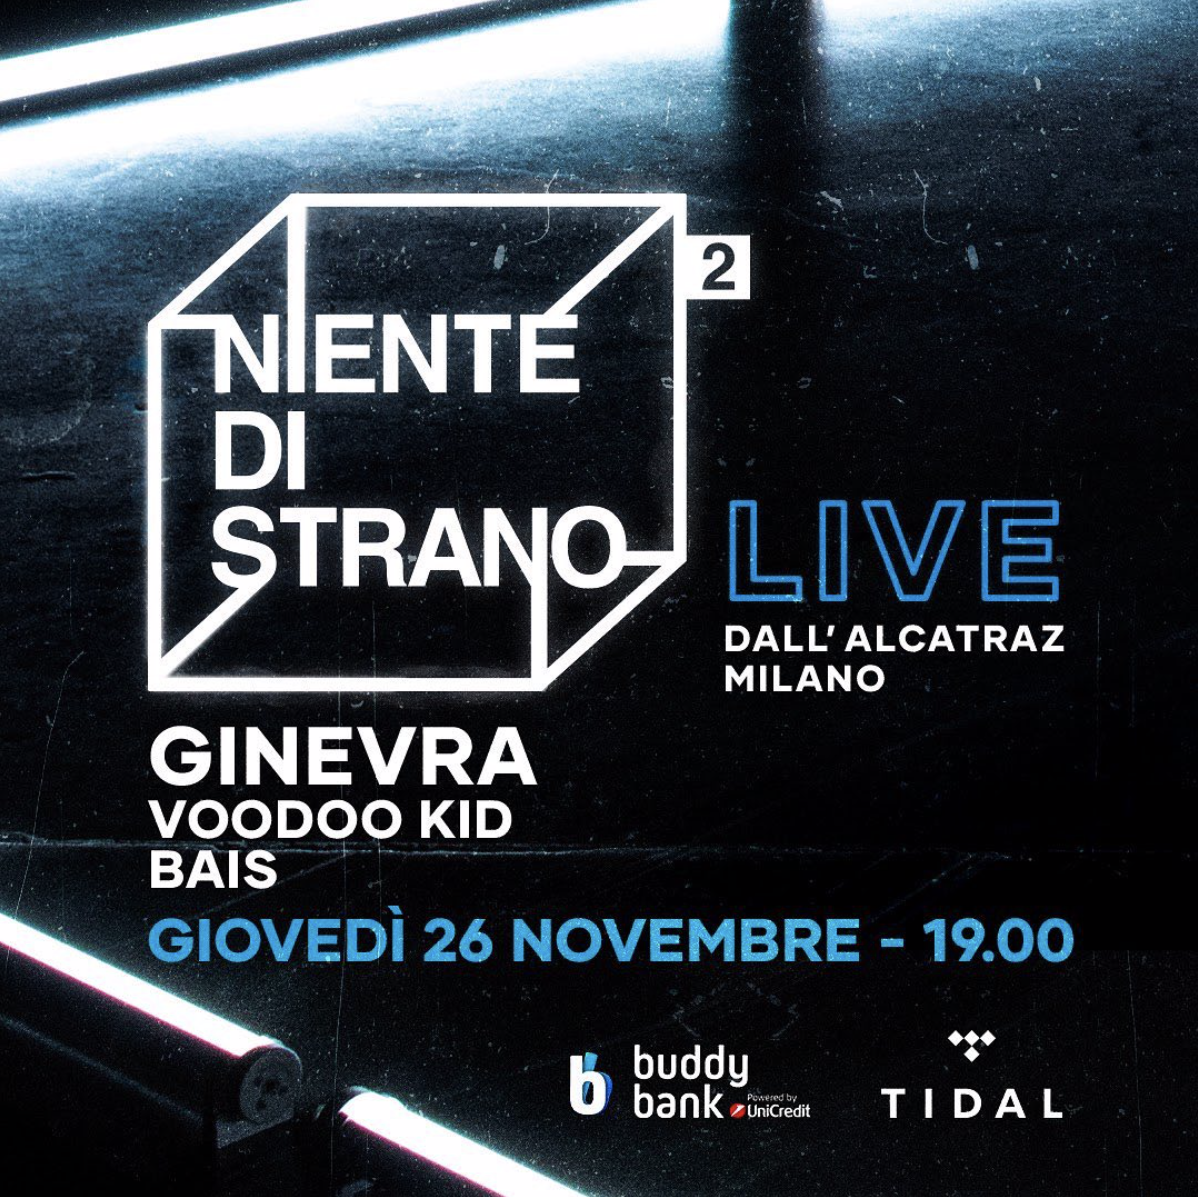 NIENTE
DI
STRANO
2
LIVE
DALL' ALCATRAZ
MILANO
GINEVRA
VOODOO KID
BAIS
GIOVEDÌ 26 NOVEMBRE - 19.00
b
buddy
bank
Powered by
UniCredit
TIDAL